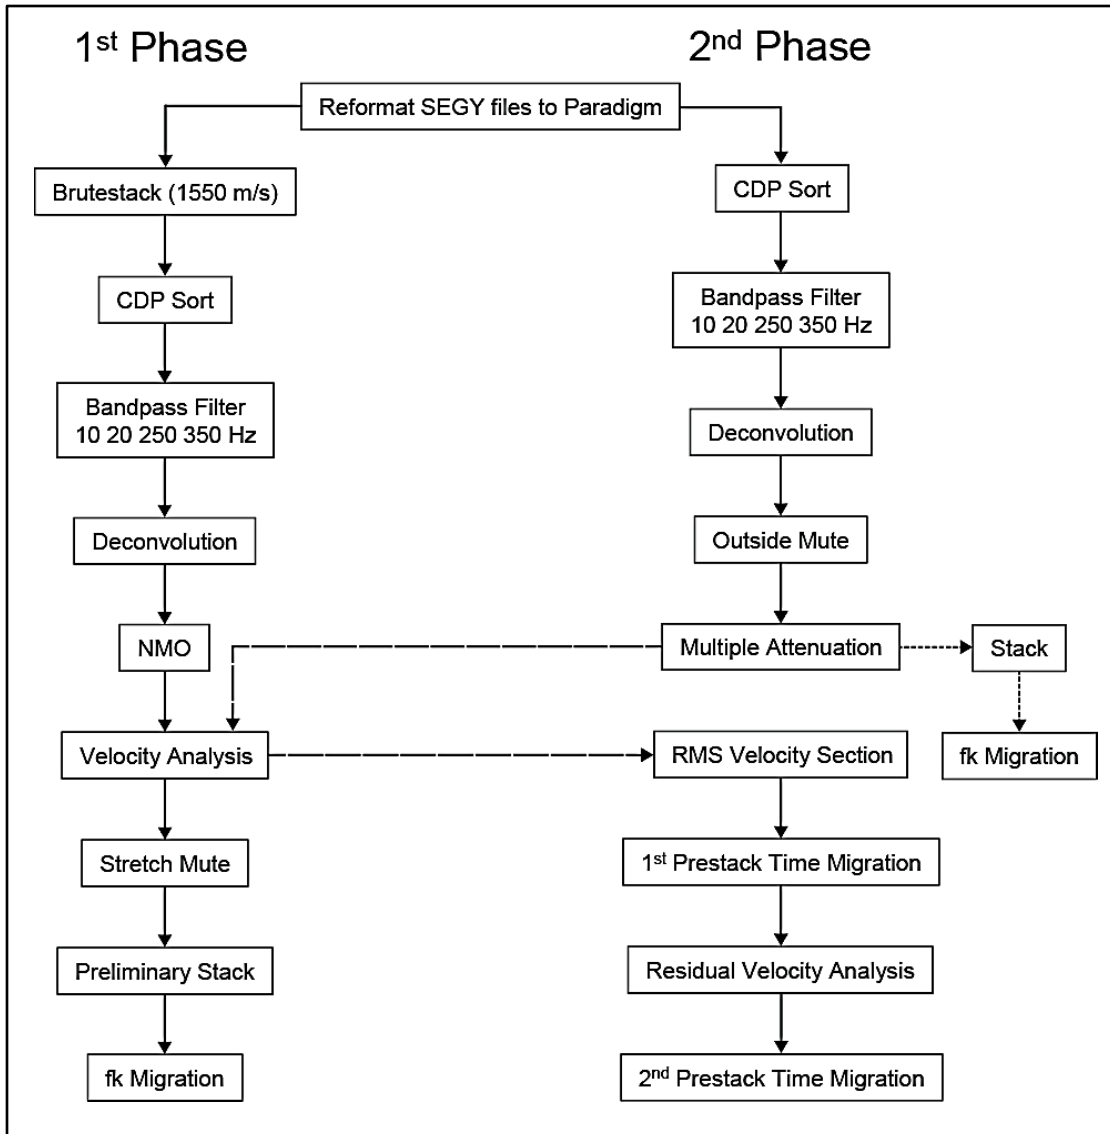 1st Phase
2nd Phase
Reformat SEGY files to Paradigm
Brutestack (1550 m/s)
CDP Sort
Bandpass Filter
10 20 250 350 Hz
Deconvolution
NMO
Velocity Analysis
Stretch Mute
Preliminary Stack
fk Migration
CDP Sort
Bandpass Filter
10 20 250 350 Hz
Deconvolution
Outside Mute
Multiple Attenuation
Stack
fk Migration
RMS Velocity Section
1st Prestack Time Migration
Residual Velocity Analysis
2nd Prestack Time Migration